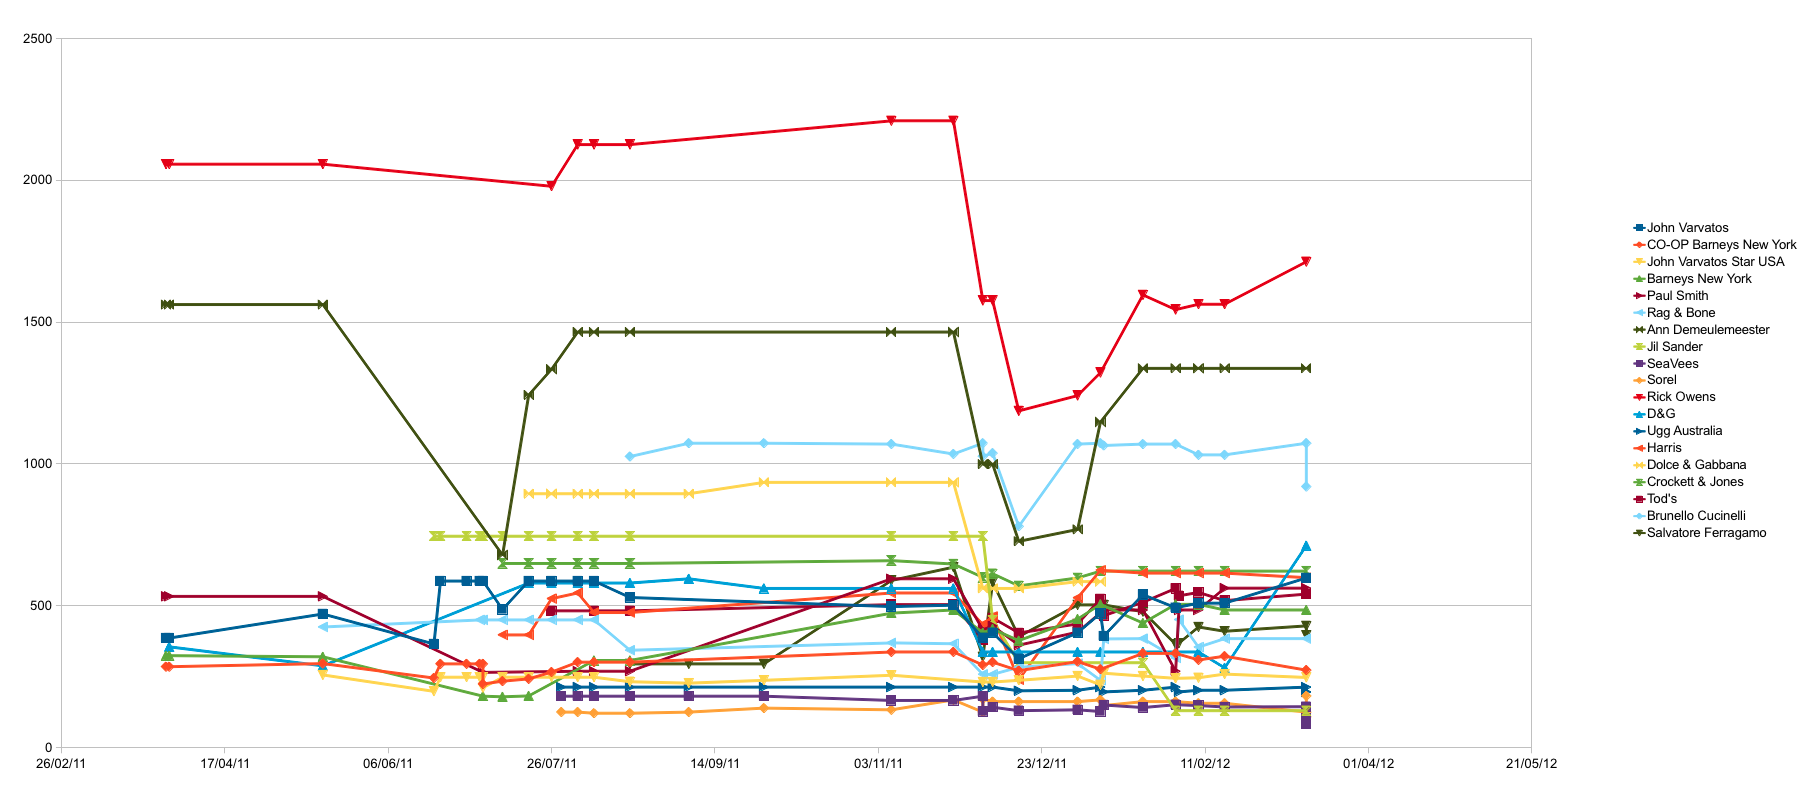 2500
2000
1500
1000
500
0
26/02/11 17/04/11 06/06/11 26/07/11 14/09/11 03/11/11 23/12/11 11/02/12 01/04/12 21/05/12
John Varvatos
CO-OP Barneys New York
John Varvatos Star USA
Barneys New York
Paul Smith
Rag & Bone
Ann Demeulemeester
Jil Sander
SeaVees
Sorel
Rick Owens
D&G
Ugg Australia
Harris
Dolce & Gabbana
Crockett & Jones
Tod's
Brunello Cucinelli
Salvatore Ferragamo